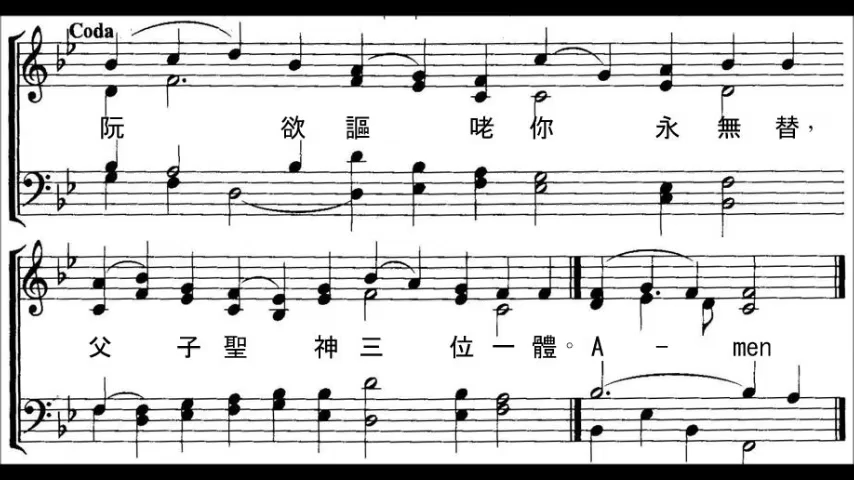 Coda
阮 欲 謳 咾 你 永 無 替，
父 子 聖 神 三 位 一 體。A - men